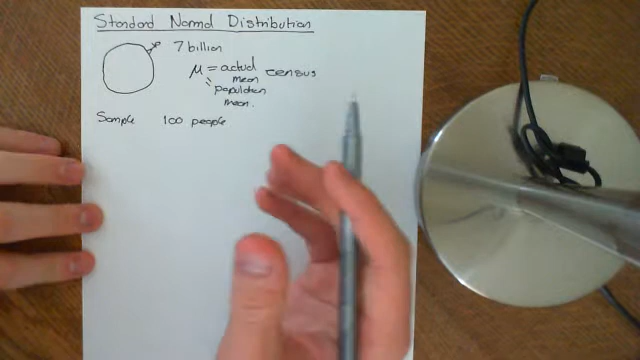 Standard Normal Distribution
7 billion
μ = actual mean census
= population mean.
Sample 100 people